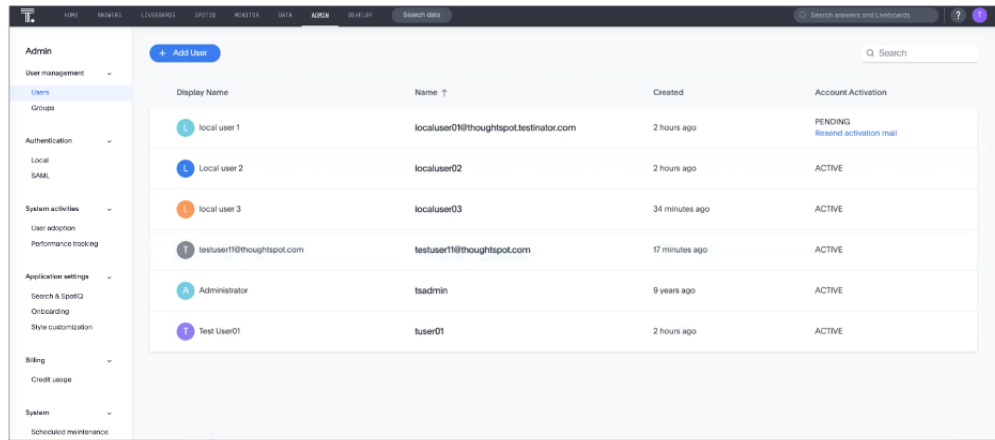 T. HOME ANSWERS LIVEBOARDS SPOTIQ MONITOR DATA ADMIN DEVELOP Search data Search answers and Liveboards ? T
Admin
+ Add User
Search
User management
Users
Groups
Authentication
Local
SAML
System activities
User adoption
Performance tracking
Application settings
Search & SpotIQ
Onboarding
Style customization
Billing
Credit usage
System
Scheduled maintenance
Display Name Name ↑ Created Account Activation
L local user 1 localuser01@thoughtspot.testinator.com 2 hours ago PENDING
Resend activation mail
L Local user 2 localuser02 2 hours ago ACTIVE
L local user 3 localuser03 34 minutes ago ACTIVE
T testuser11@thoughtspot.com testuser11@thoughtspot.com 17 minutes ago ACTIVE
A Administrator tsadmin 9 years ago ACTIVE
T Test User01 tuser01 2 hours ago ACTIVE